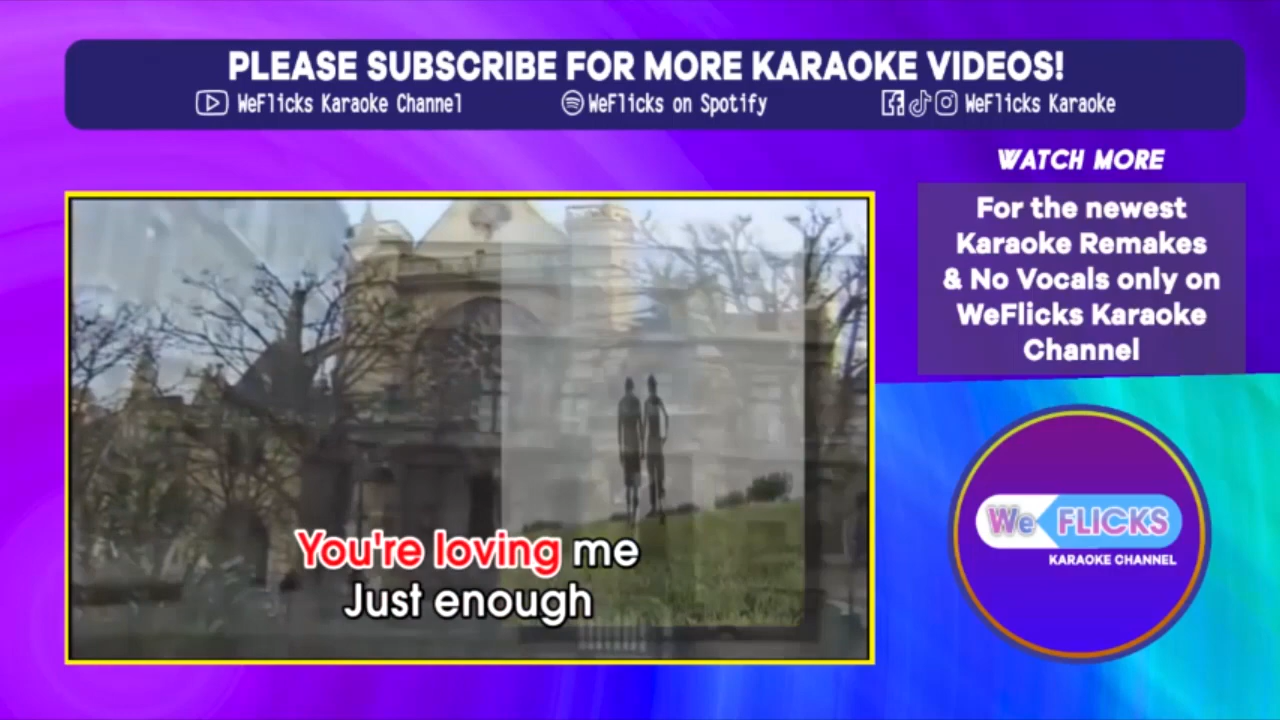 PLEASE SUBSCRIBE FOR MORE KARAOKE VIDEOS!
WeFlicks Karaoke Channel
WeFlicks on Spotify
WeFlicks Karaoke
WATCH MORE
For the newest
Karaoke Remakes
& No Vocals only on
WeFlicks Karaoke
Channel
You're loving me
Just enough
We FLICKS
KARAOKE CHANNEL